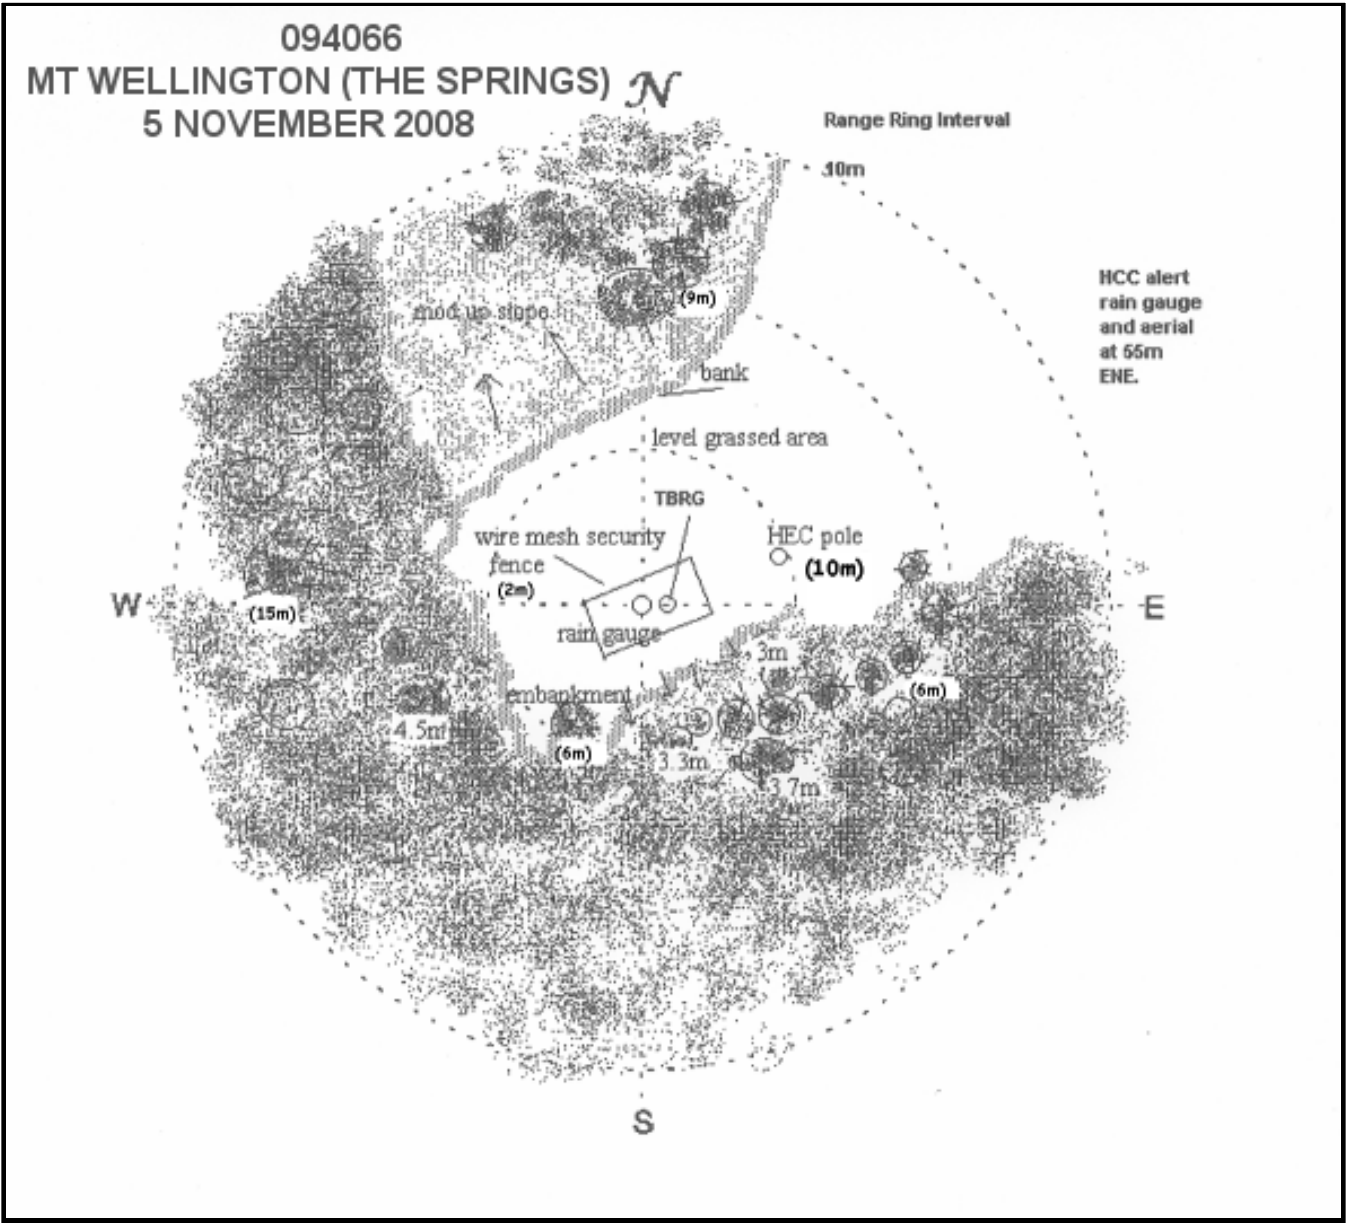 094066
MT WELLINGTON (THE SPRINGS)
5 NOVEMBER 2008
N
Range Ring Interval
10m
HCC alert
rain gauge
and aerial
at 55m
ENE.
(9m)
mod up slope
bank
level grassed area
TBRG
wire mesh security
fence
(2m)
HEC pole
(10m)
W
(15m)
E
rain gauge
3m
embankment
(6m)
4.5m
(6m)
3.3m
3.7m
S